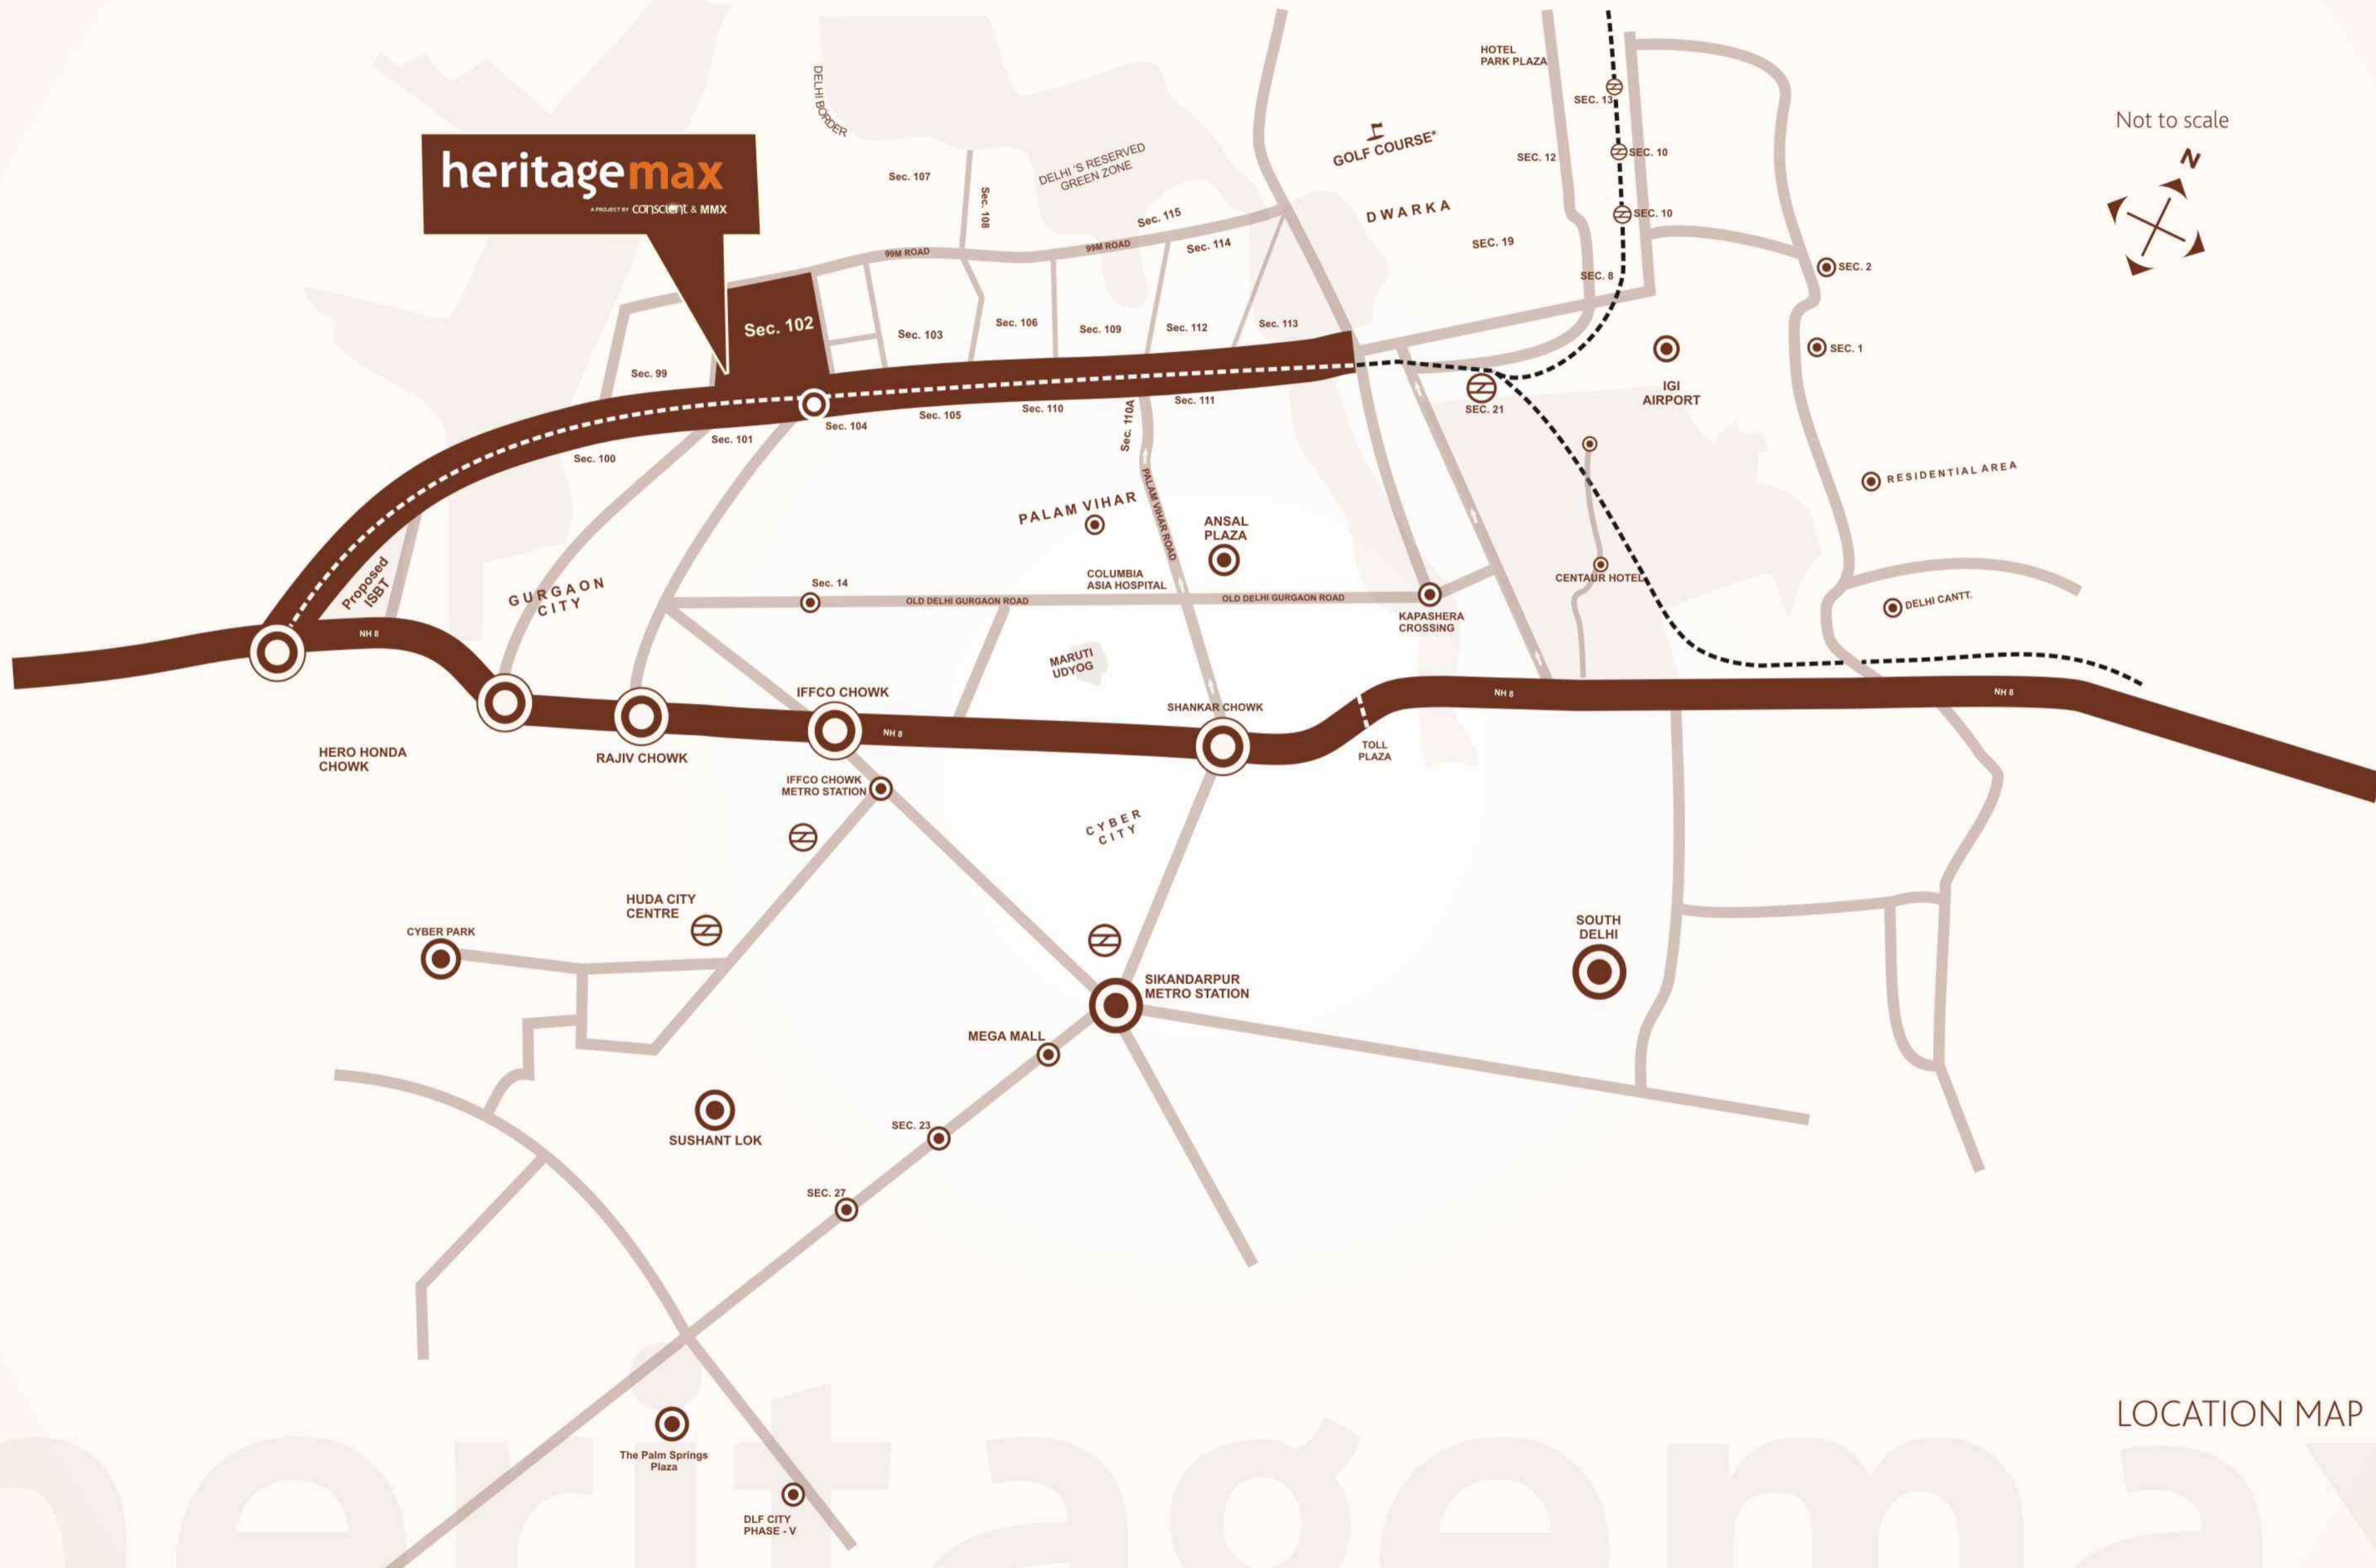 HOTEL
PARK PLAZA
DELHI BORDER
SEC. 13
Not to scale
N
heritagemax
A PROJECT BY conscient & MMX
GOLF COURSE*
DELHI 'S RESERVED
GREEN ZONE
SEC. 12
SEC. 10
Sec. 107
Sec. 108
DWARKA
SEC. 10
Sec. 115
SEC. 19
99M ROAD
99M ROAD
Sec. 114
SEC. 8
SEC. 2
Sec. 102
Sec. 103
Sec. 106
Sec. 109
Sec. 112
Sec. 113
SEC. 1
Sec. 99
IGI
AIRPORT
SEC. 21
Sec. 105
Sec. 110
Sec. 110A
Sec. 111
Sec. 104
Sec. 101
Sec. 100
RESIDENTIAL AREA
PALAM VIHAR
PALAM VIHAR ROAD
ANSAL
PLAZA
COLUMBIA
ASIA HOSPITAL
CENTAUR HOTEL
Proposed
ISBT
GURGAON
CITY
Sec. 14
OLD DELHI GURGAON ROAD
OLD DELHI GURGAON ROAD
DELHI CANTT.
KAPASHERA
CROSSING
NH 8
MARUTI
UDYOG
IFFCO CHOWK
SHANKAR CHOWK
NH 8
NH 8
NH 8
TOLL
PLAZA
HERO HONDA
CHOWK
RAJIV CHOWK
IFFCO CHOWK
METRO STATION
CYBER
CITY
HUDA CITY
CENTRE
CYBER PARK
SOUTH
DELHI
SIKANDARPUR
METRO STATION
MEGA MALL
SEC. 23
SUSHANT LOK
SEC. 27
LOCATION MAP
The Palm Springs
Plaza
DLF CITY
PHASE - V
heritagemax